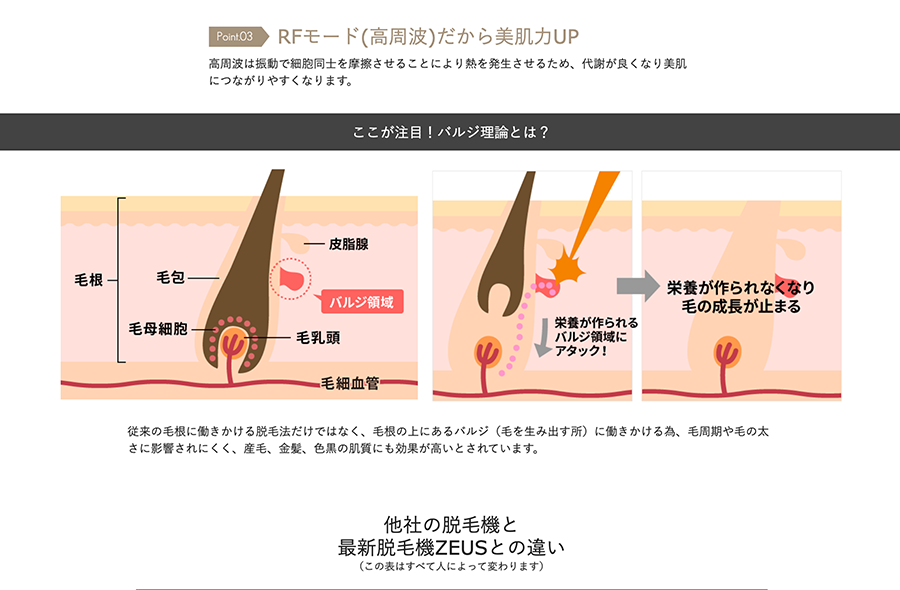 Point.03 RFモード(高周波)だから美肌力UP
高周波は振動で細胞同士を摩擦させることにより熱を発生させるため、代謝が良くなり美肌
につながりやすくなります。
ここが注目！バルジ理論とは？
皮脂腺
毛根
毛包
バルジ領域
毛母細胞
毛乳頭
毛細血管
栄養が作られる
バルジ領域に
アタック！
栄養が作られなくなり
毛の成長が止まる
従来の毛根に働きかける脱毛法だけではなく、毛根の上にあるバルジ（毛を生み出す所）に働きかける為、毛周期や毛の太
さに影響されにくく、産毛、金髪、色黒の肌質にも効果が高いとされています。
他社の脱毛機と
最新脱毛機ZEUSとの違い
（この表はすべて人によって変わります）